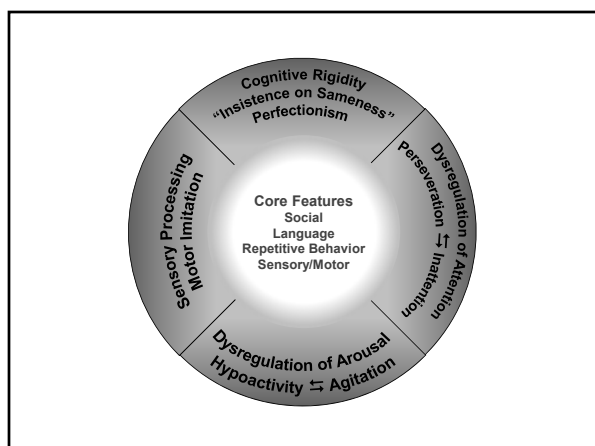 Cognitive Rigidity
“Insistence on Sameness”
Perfectionism
Sensory Processing
Motor Imitation
Core Features
Social
Language
Repetitive Behavior
Sensory/Motor
Dysregulation of Attention
Perseveration ⇅ Inattention
Dysregulation of Arousal
Hypoactivity ⇆ Agitation